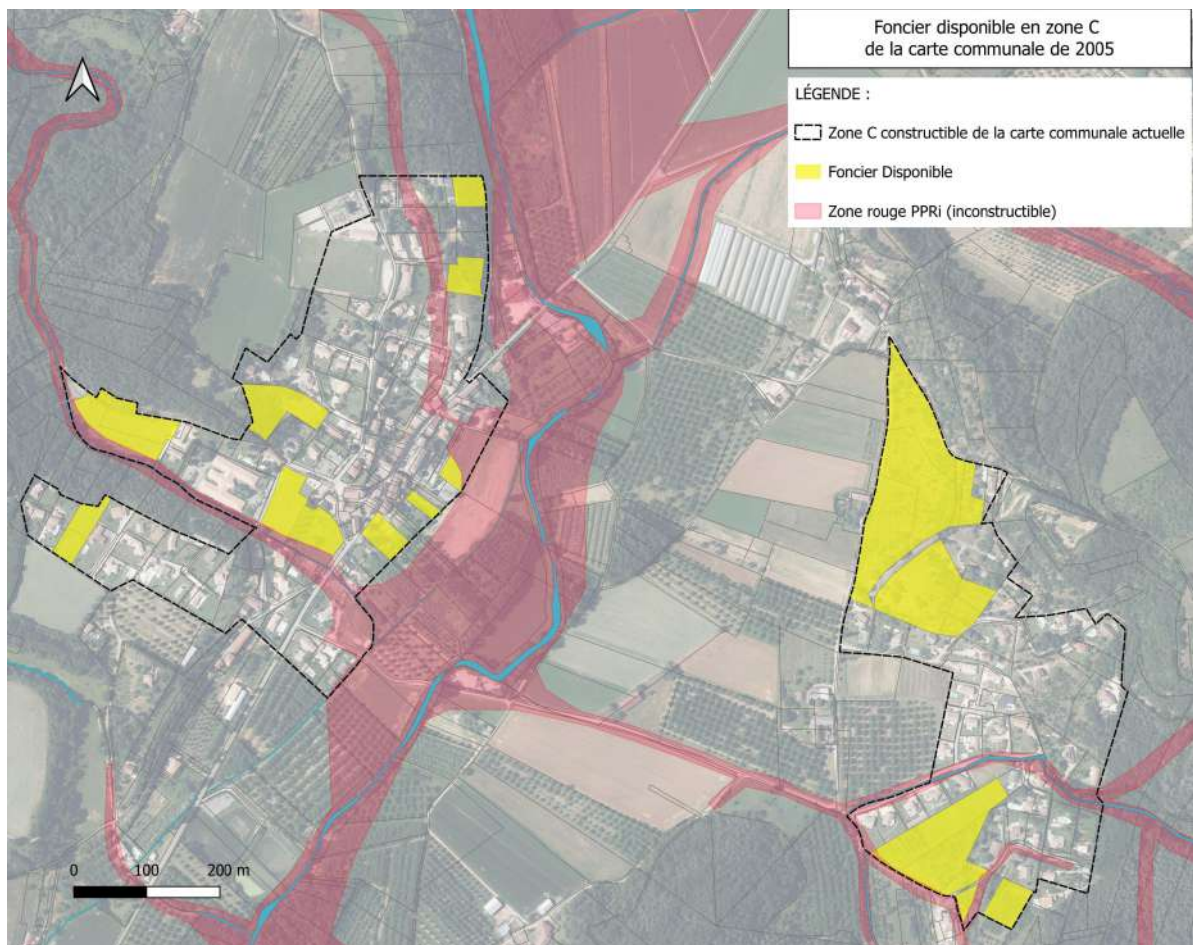 Foncier disponible en zone C
de la carte communale de 2005
LÉGENDE :
Zone C constructible de la carte communale actuelle
Foncier Disponible
Zone rouge PPRi (inconstructible)
0 100 200 m